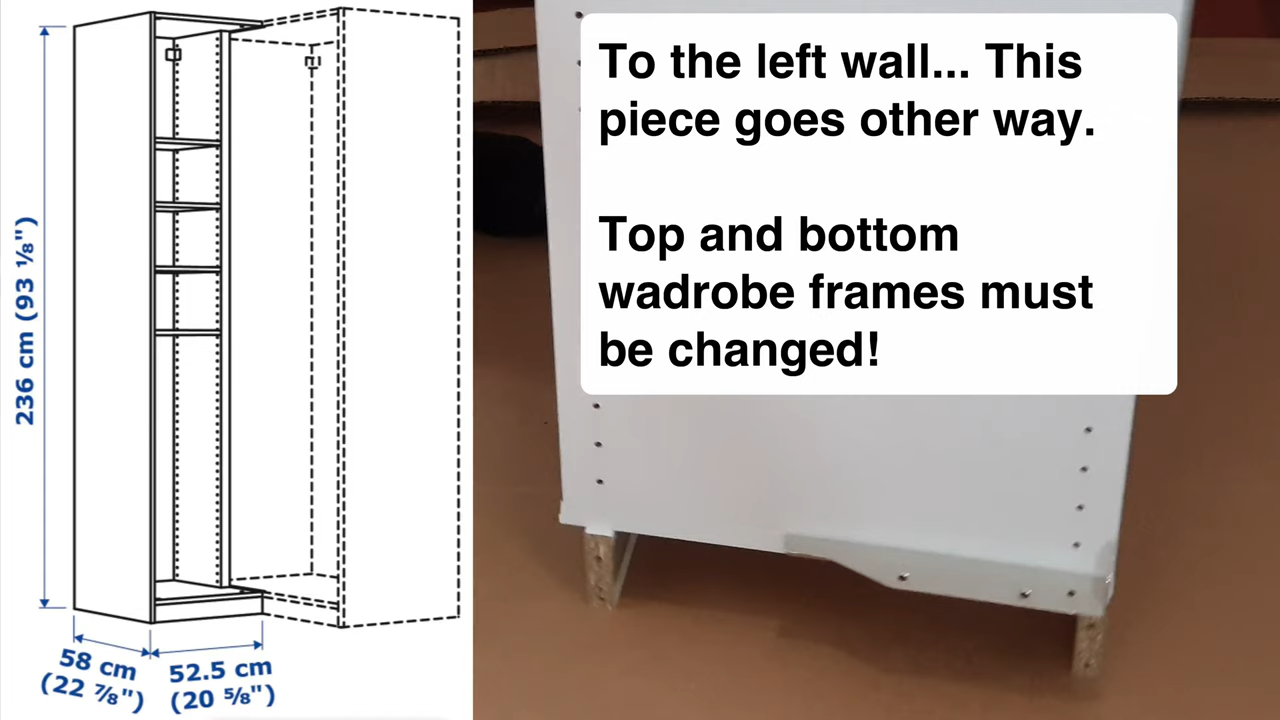 236 cm (93 ⅛")
58 cm
(22 ⅞")
52.5 cm
(20 ⅝")
To the left wall... This
piece goes other way.
Top and bottom
wadrobe frames must
be changed!